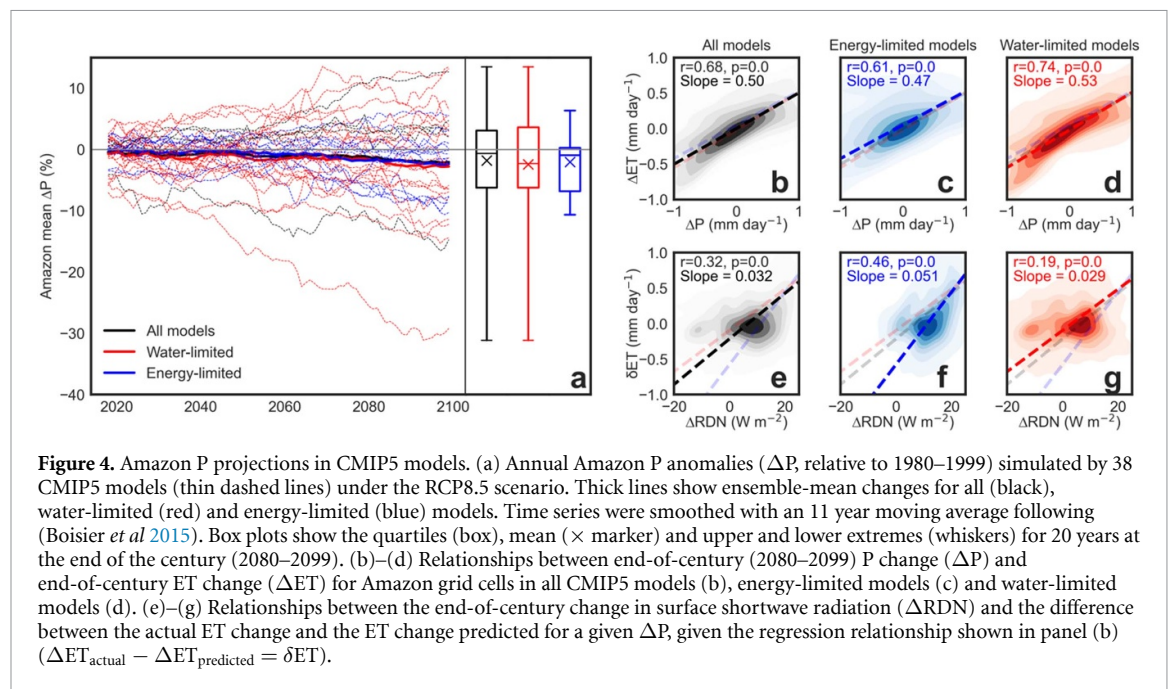 All models
Energy-limited models
Water-limited models
Amazon mean ΔP (%)
10
0
−10
−20
−30
−40
2020
2040
2060
2080
2100
All models
Water-limited
Energy-limited
a
ΔET (mm day−1)
1.0
0.5
0.0
−0.5
−1.0
r=0.68, p=0.0
Slope = 0.50
b
−1 0 1
ΔP (mm day−1)
r=0.61, p=0.0
Slope = 0.47
c
−1 0 1
ΔP (mm day−1)
r=0.74, p=0.0
Slope = 0.53
d
−1 0 1
ΔP (mm day−1)
δET (mm day−1)
1.0
0.5
0.0
−0.5
−1.0
r=0.32, p=0.0
Slope = 0.032
e
−20 0 20
ΔRDN (W m−2)
r=0.46, p=0.0
Slope = 0.051
f
−20 0 20
ΔRDN (W m−2)
r=0.19, p=0.0
Slope = 0.029
g
−20 0 20
ΔRDN (W m−2)
Figure 4. Amazon P projections in CMIP5 models. (a) Annual Amazon P anomalies (ΔP, relative to 1980–1999) simulated by 38
CMIP5 models (thin dashed lines) under the RCP8.5 scenario. Thick lines show ensemble-mean changes for all (black),
water-limited (red) and energy-limited (blue) models. Time series were smoothed with an 11 year moving average following
(Boisier et al 2015). Box plots show the quartiles (box), mean (× marker) and upper and lower extremes (whiskers) for 20 years at
the end of the century (2080–2099). (b)–(d) Relationships between end-of-century (2080–2099) P change (ΔP) and
end-of-century ET change (ΔET) for Amazon grid cells in all CMIP5 models (b), energy-limited models (c) and water-limited
models (d). (e)–(g) Relationships between the end-of-century change in surface shortwave radiation (ΔRDN) and the difference
between the actual ET change and the ET change predicted for a given ΔP, given the regression relationship shown in panel (b)
(ΔETactual − ΔETpredicted = δET).